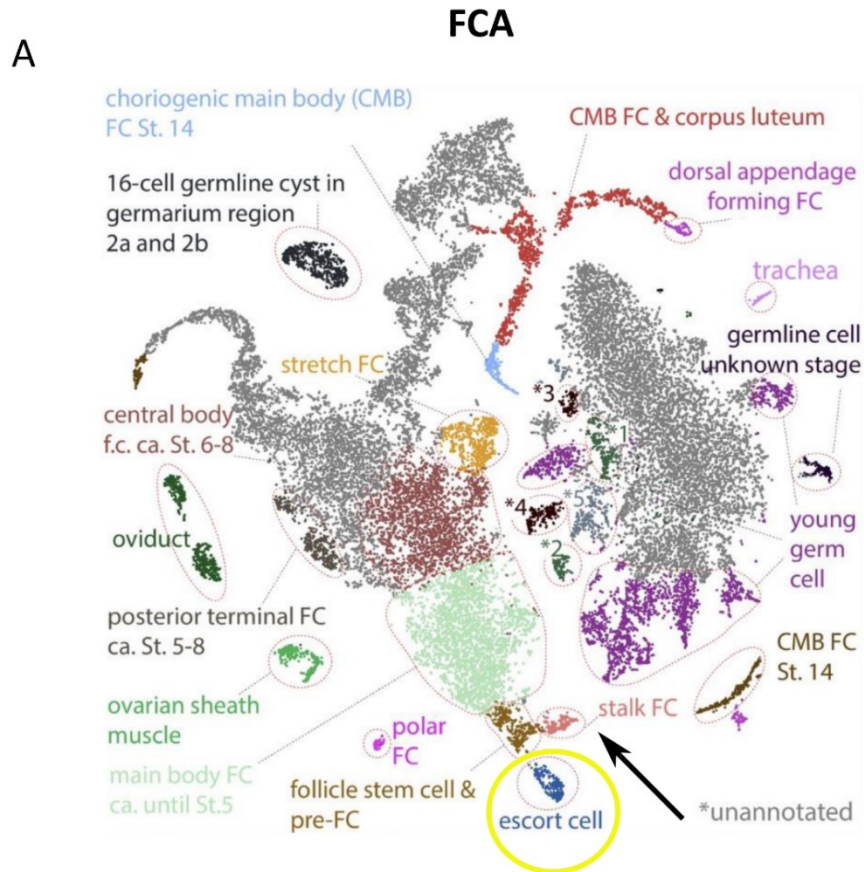 FCA
A
choriogenic main body (CMB)
FC St. 14
CMB FC & corpus luteum
16-cell germline cyst in
germarium region
2a and 2b
dorsal appendage
forming FC
trachea
germline cell
unknown stage
stretch FC
*3
1
central body
f.c. ca. St. 6-8
*4
*5
oviduct
*2
young
germ
cell
posterior terminal FC
ca. St. 5-8
CMB FC
St. 14
ovarian sheath
muscle
stalk FC
polar
FC
main body FC
ca. until St.5
follicle stem cell &
pre-FC
escort cell
*unannotated